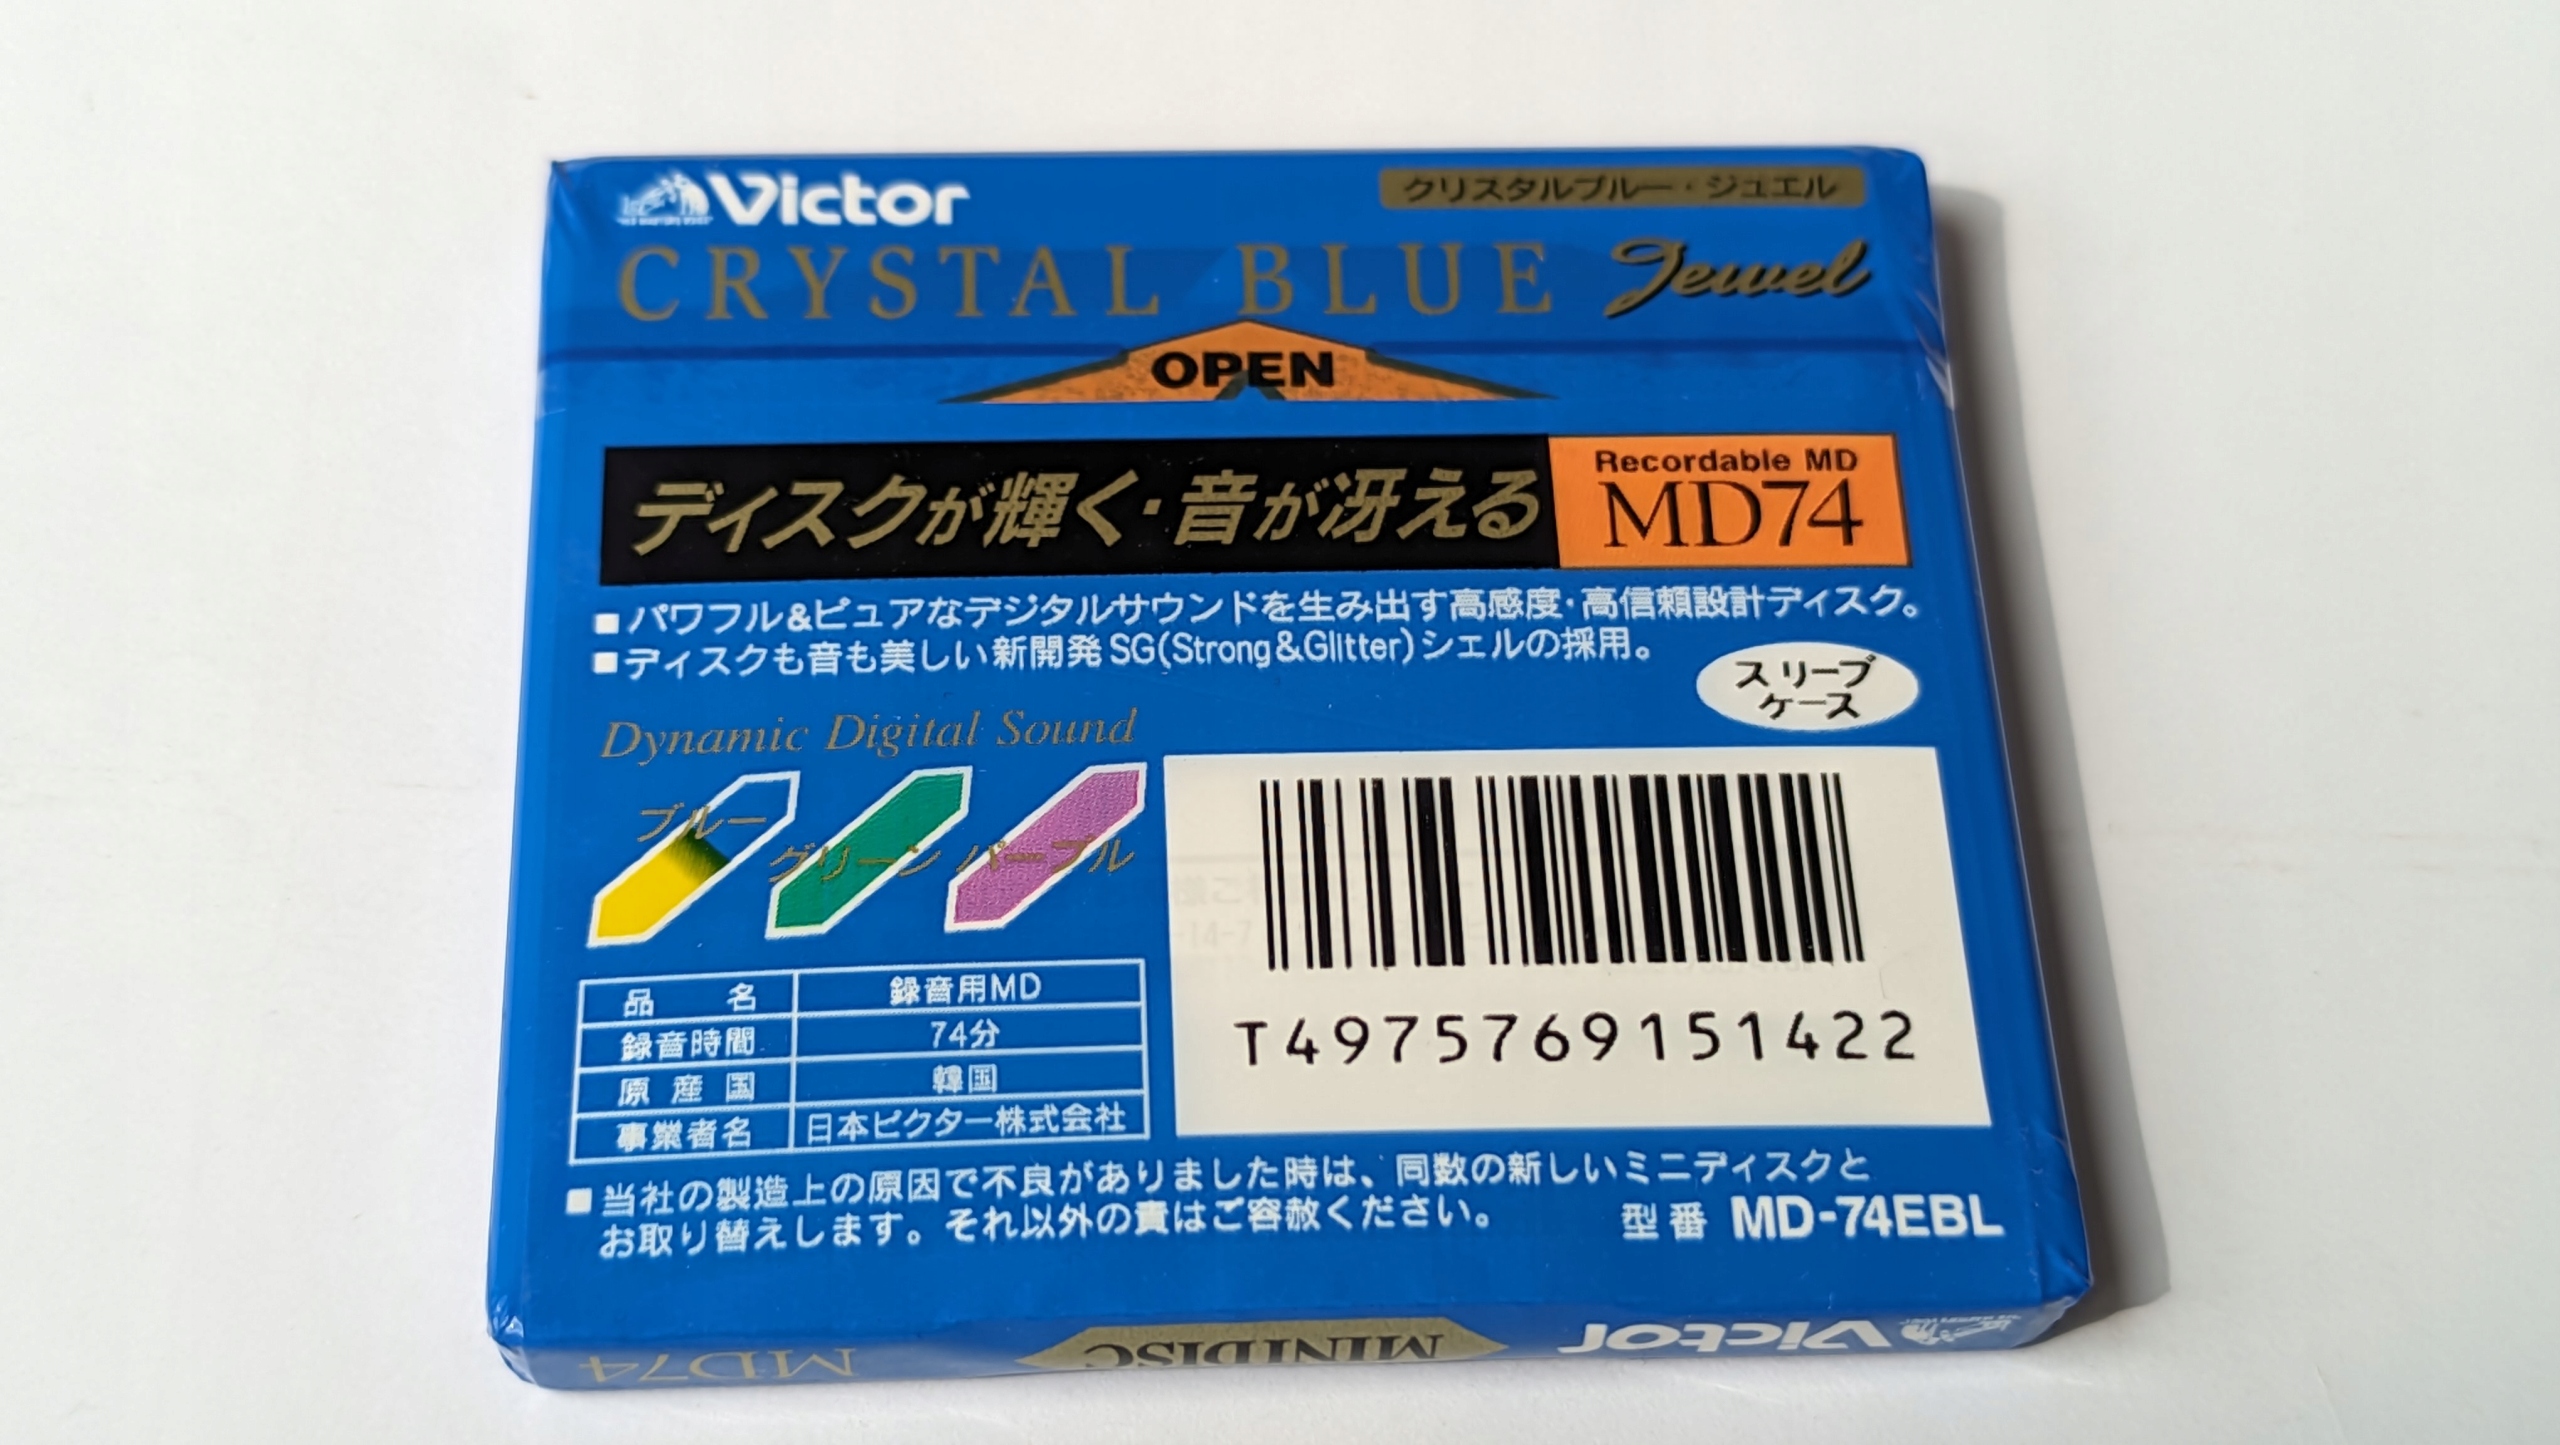 Victor
クリスタルブルー・ジュエル
CRYSTAL BLUE Jewel
OPEN
ディスクが輝く・音が冴える
Recordable MD
MD74
■パワフル&ピュアなデジタルサウンドを生み出す高感度・高信頼設計ディスク。
■ディスクも音も美しい新開発SG(Strong&Glitter)シェルの採用。
スリーブ
ケース
Dynamic Digital Sound
ブルー
グリーン
パープル
品名 録音用MD
録音時間 74分
原産国 韓国
事業者名 日本ビクター株式会社
T4975769151422
■当社の製造上の原因で不良がありました時は、同数の新しいミニディスクと
お取り替えします。それ以外の責はご容赦ください。
型番 MD-74EBL
MD74
MINIDISC
Victor